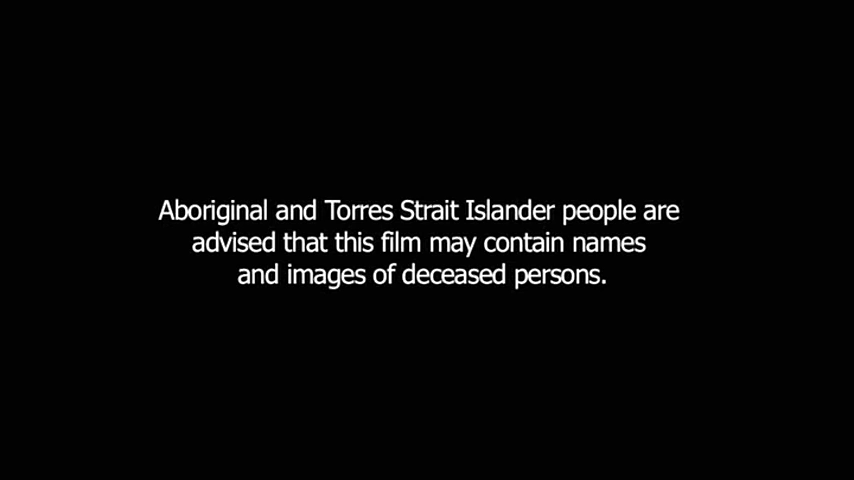 Aboriginal and Torres Strait Islander people are
advised that this film may contain names
and images of deceased persons.